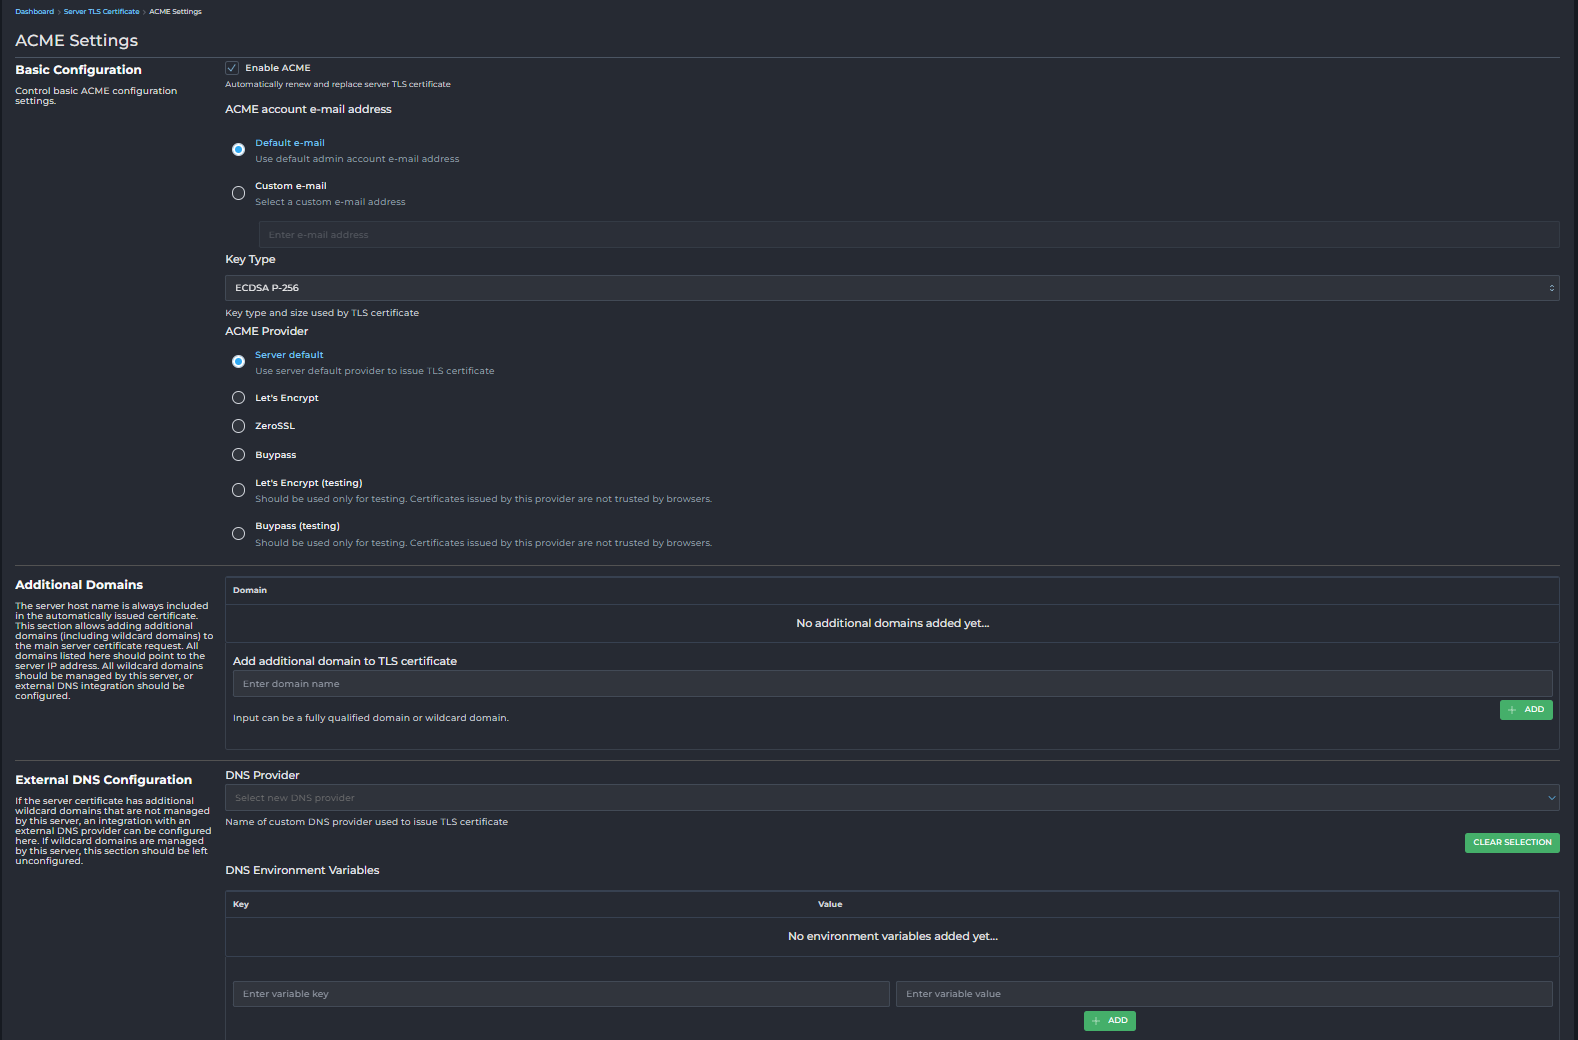 Dashboard > Server TLS Certificate > ACME Settings
ACME Settings
Basic Configuration
Control basic ACME configuration
settings.
Enable ACME
Automatically renew and replace server TLS certificate
ACME account e-mail address
Default e-mail
Use default admin account e-mail address
Custom e-mail
Select a custom e-mail address
Enter e-mail address
Key Type
ECDSA P-256
Key type and size used by TLS certificate
ACME Provider
Server default
Use server default provider to issue TLS certificate
Let's Encrypt
ZeroSSL
Buypass
Let's Encrypt (testing)
Should be used only for testing. Certificates issued by this provider are not trusted by browsers.
Buypass (testing)
Should be used only for testing. Certificates issued by this provider are not trusted by browsers.
Additional Domains
The server host name is always included
in the automatically issued certificate.
This section allows adding additional
domains (including wildcard domains) to
the main server certificate request. All
domains listed here should point to the
server IP address. All wildcard domains
should be managed by this server, or
external DNS integration should be
configured.
Domain
No additional domains added yet...
Add additional domain to TLS certificate
Enter domain name
Input can be a fully qualified domain or wildcard domain.
+ ADD
External DNS Configuration
If the server certificate has additional
wildcard domains that are not managed
by this server, an integration with an
external DNS provider can be configured
here. If wildcard domains are managed
by this server, this section should be left
unconfigured.
DNS Provider
Select new DNS provider
Name of custom DNS provider used to issue TLS certificate
CLEAR SELECTION
DNS Environment Variables
Key Value
No environment variables added yet...
Enter variable key Enter variable value
+ ADD